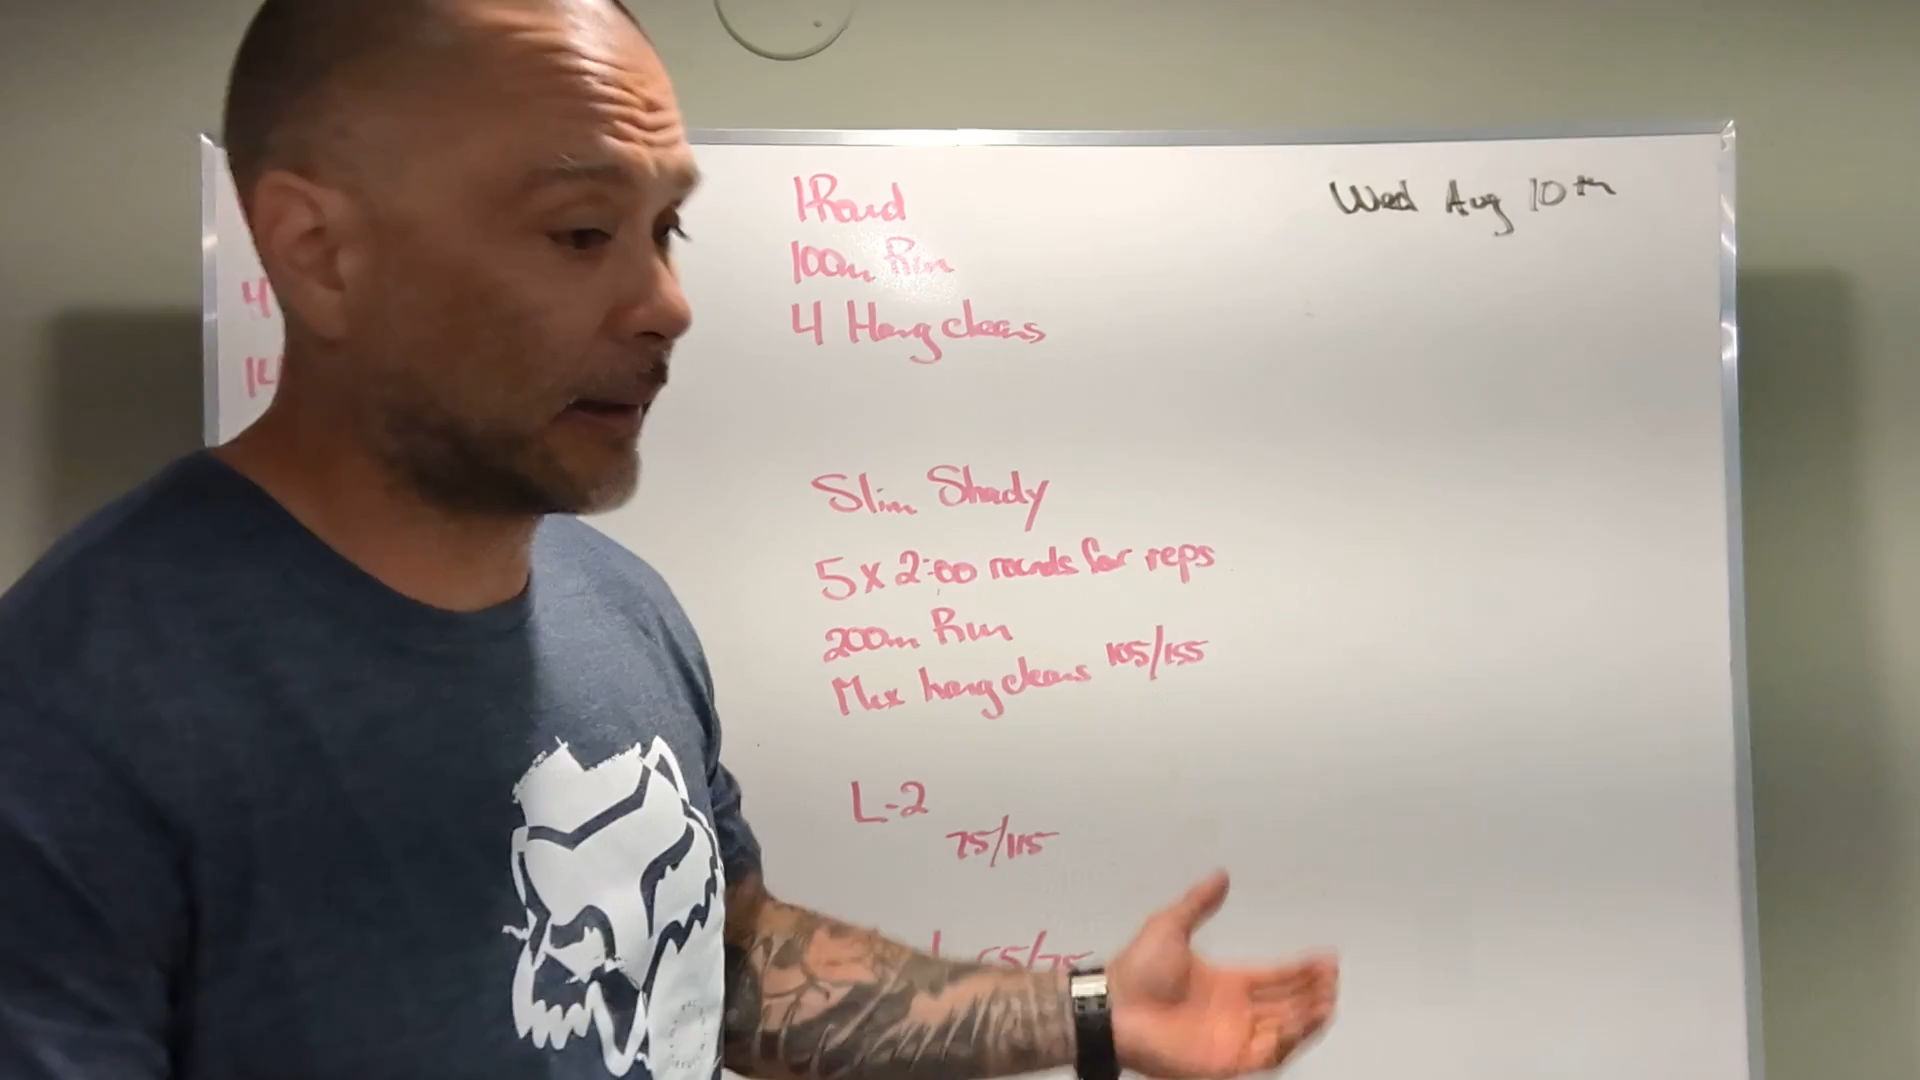 1 Round
100m Run
4 Hang cleans
Wed Aug 10th
4
Slim Shady
5 x 2:00 rounds for reps
200m Run
Max hang cleans 105/155
L-2
75/115